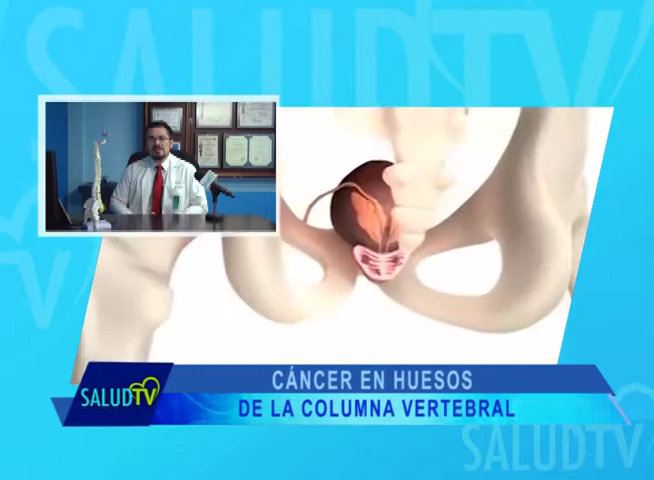 SALUDTV
SALUDTV
CÁNCER EN HUESOS
DE LA COLUMNA VERTEBRAL
SALUDTV